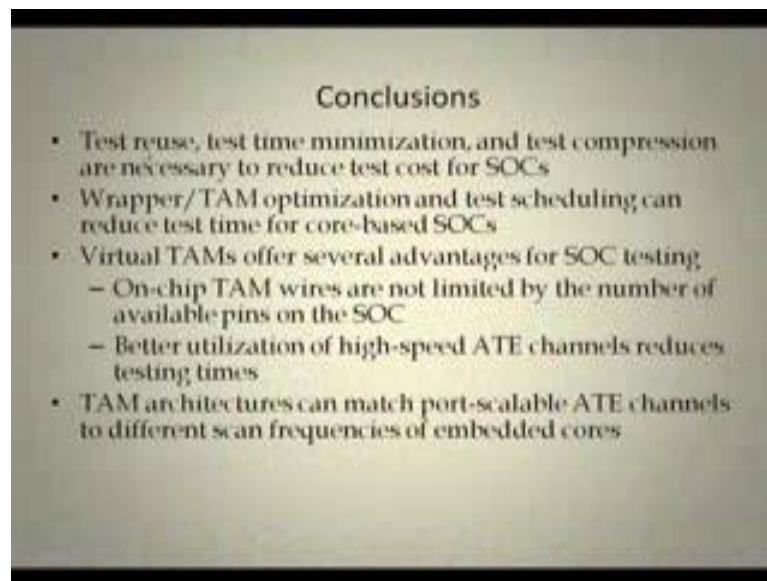 Conclusions
• Test reuse, test time minimization, and test compression
are necessary to reduce test cost for SOCs
• Wrapper/TAM optimization and test scheduling can
reduce test time for core-based SOCs
• Virtual TAMs offer several advantages for SOC testing
– On-chip TAM wires are not limited by the number of
available pins on the SOC
– Better utilization of high-speed ATE channels reduces
testing times
• TAM architectures can match port-scalable ATE channels
to different scan frequencies of embedded cores